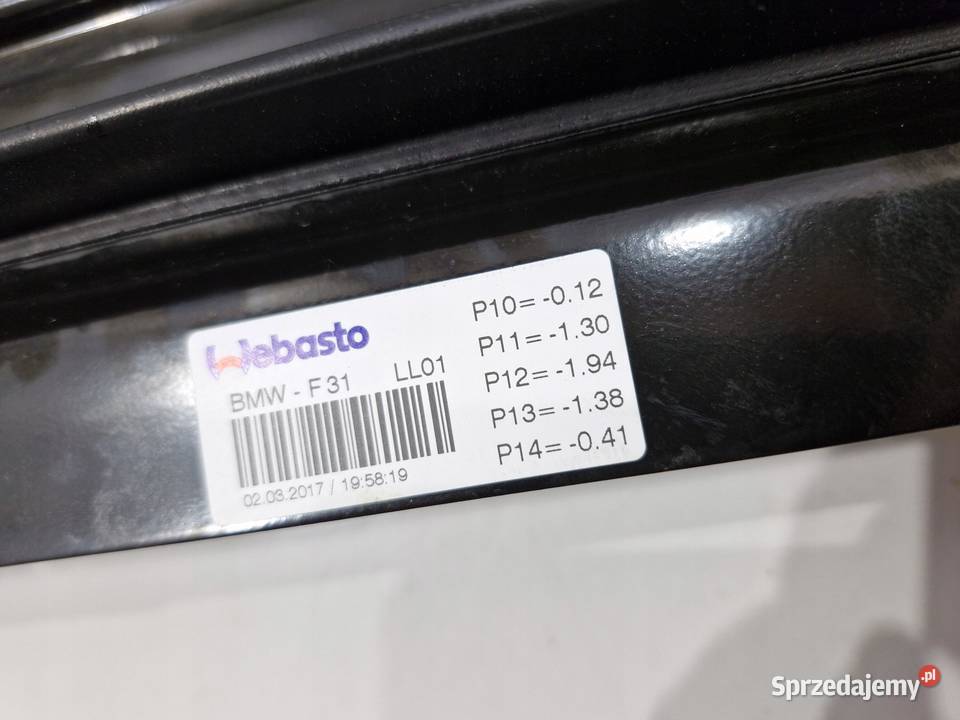 Webasto
BMW - F31 LL01
02.03.2017 / 19:58:19
P10= -0.12
P11= -1.30
P12= -1.94
P13= -1.38
P14= -0.41
Sprzedajemy.pl